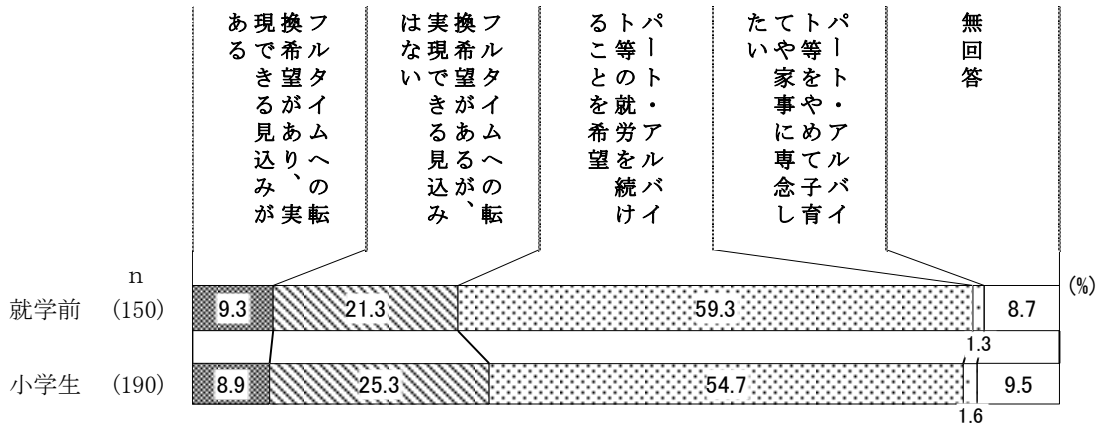 フルタイムへの転
換希望があり、実
現できる見込みが
ある
フルタイムへの転
換希望があるが、
実現できる見込み
はない
パート・アルバイ
ト等の就労を続け
ることを希望
パート・アルバイ
ト等をやめて子育
てや家事に専念し
たい
無回答
n
(%)
就学前 (150) 9.3 21.3 59.3 8.7
1.3
小学生 (190) 8.9 25.3 54.7 9.5
1.6